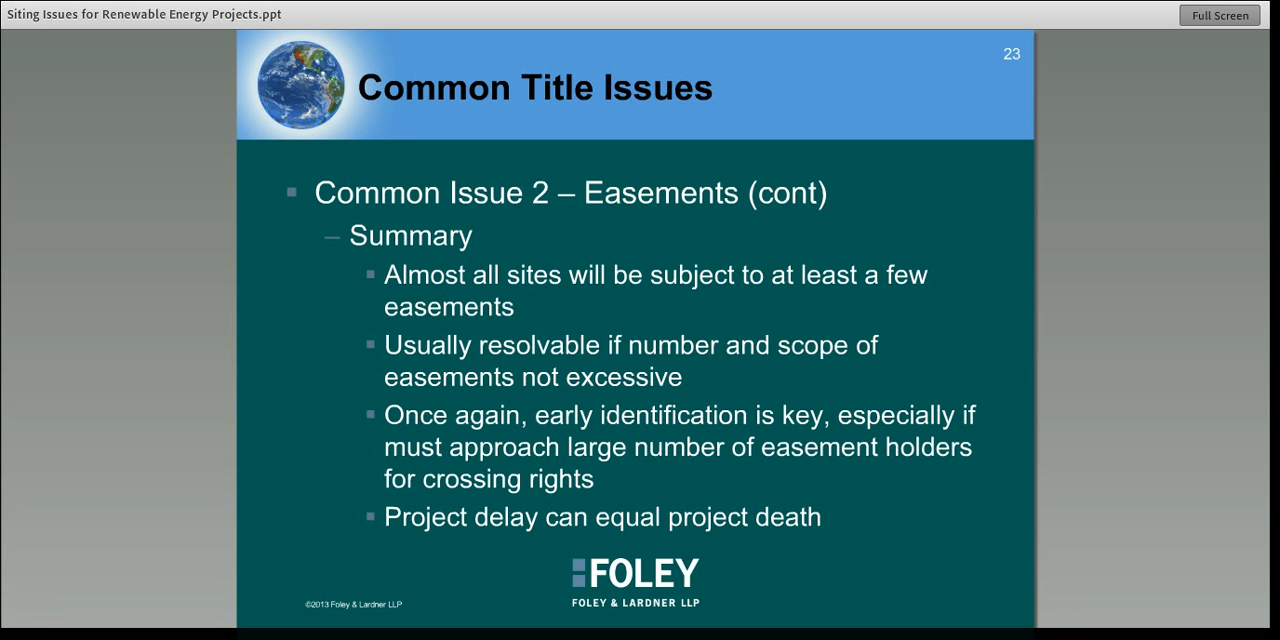 Siting Issues for Renewable Energy Projects.ppt
Full Screen
23
Common Title Issues
Common Issue 2 – Easements (cont)
– Summary
Almost all sites will be subject to at least a few
easements
Usually resolvable if number and scope of
easements not excessive
Once again, early identification is key, especially if
must approach large number of easement holders
for crossing rights
Project delay can equal project death
FOLEY
FOLEY & LARDNER LLP
©2013 Foley & Lardner LLP